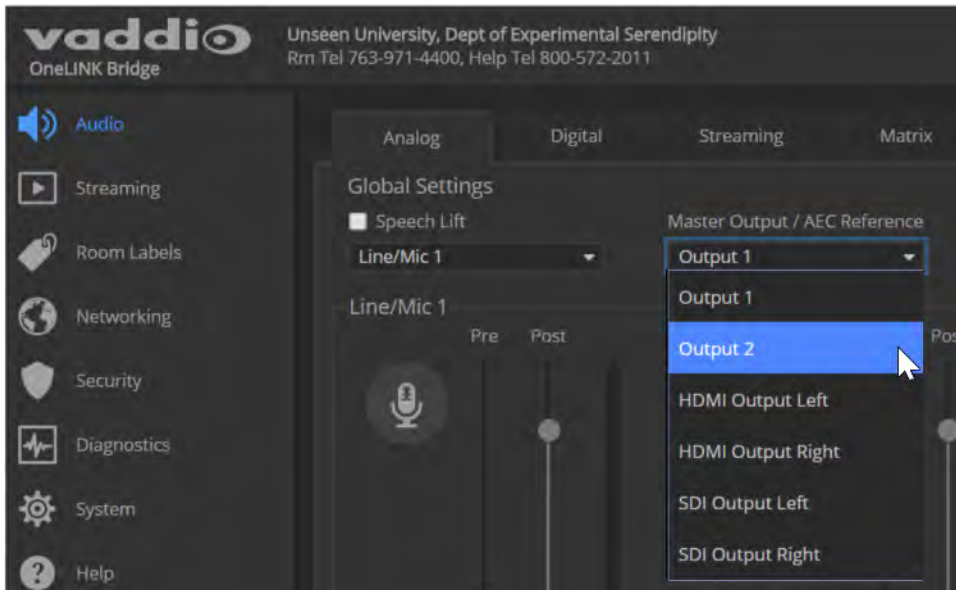 vaddio
OneLINK Bridge
Unseen University, Dept of Experimental Serendipity
Rm Tel 763-971-4400, Help Tel 800-572-2011
Audio
Streaming
Room Labels
Networking
Security
Diagnostics
System
Help
Analog
Digital
Streaming
Matrix
Global Settings
Speech Lift
Line/Mic 1
Master Output / AEC Reference
Output 1
Output 1
Output 2
HDMI Output Left
HDMI Output Right
SDI Output Left
SDI Output Right
Line/Mic 1
Pre Post
Pos